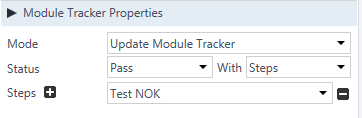 Module Tracker Properties
Mode Update Module Tracker
Status Pass With Steps
Steps Test NOK